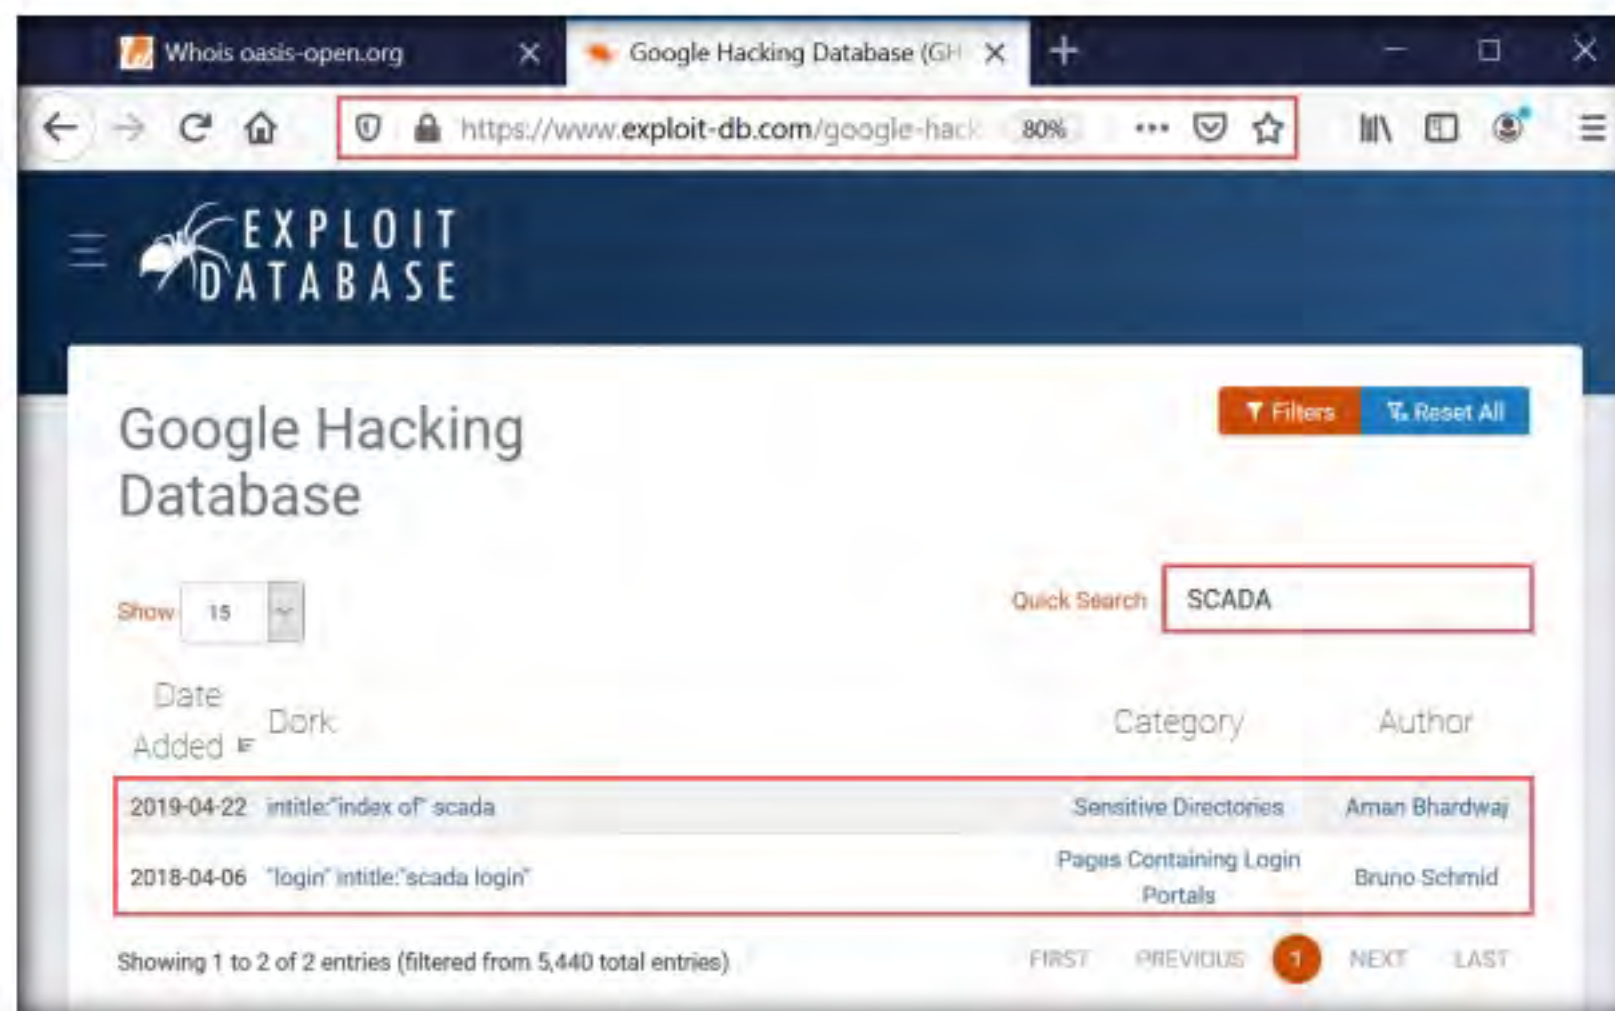 Whois oasis-open.org
Google Hacking Database (GH
https://www.exploit-db.com/google-hack 80%
EXPLOIT
DATABASE
Google Hacking
Database
Filters Reset All
Show 15
Quick Search SCADA
Date
Added Dork Category Author
2019-04-22 intitle:"index of" scada Sensitive Directories Aman Bhardwaj
2018-04-06 "login" intitle:"scada login" Pages Containing Login
Portals Bruno Schmid
Showing 1 to 2 of 2 entries (filtered from 5,440 total entries)
FIRST PREVIOUS 1 NEXT LAST